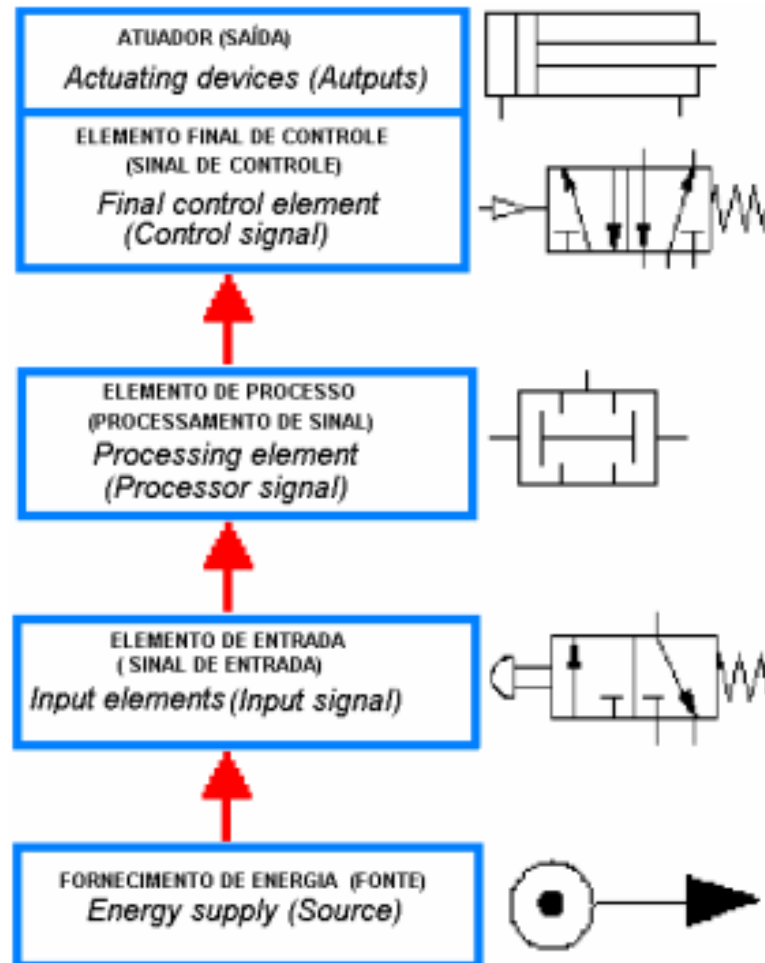 ATUADOR (SAÍDA)
Actuating devices (Autputs)
ELEMENTO FINAL DE CONTROLE
(SINAL DE CONTROLE)
Final control element
(Control signal)
ELEMENTO DE PROCESSO
(PROCESSAMENTO DE SINAL)
Processing element
(Processor signal)
ELEMENTO DE ENTRADA
( SINAL DE ENTRADA)
Input elements (Input signal)
FORNECIMENTO DE ENERGIA (FONTE)
Energy supply (Source)